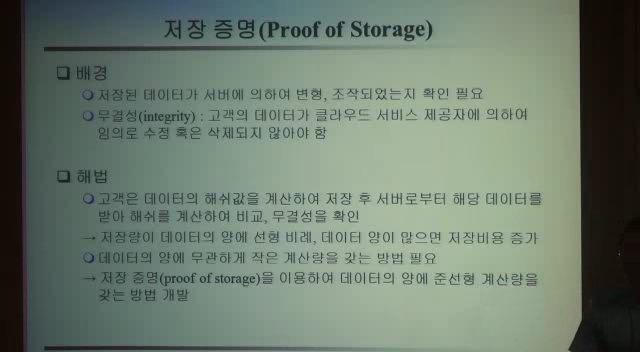 저장 증명(Proof of Storage)
❑ 배경
❍ 저장된 데이터가 서버에 의하여 변형, 조작되었는지 확인 필요
❍ 무결성(integrity) : 고객의 데이터가 클라우드 서비스 제공자에 의하여
임의로 수정 혹은 삭제되지 않아야 함
❑ 해법
❍ 고객은 데이터의 해쉬값을 계산하여 저장 후 서버로부터 해당 데이터를
받아 해쉬를 계산하여 비교, 무결성을 확인
→ 저장량이 데이터의 양에 선형 비례, 데이터 양이 많으면 저장비용 증가
❍ 데이터의 양에 무관하게 작은 계산량을 갖는 방법 필요
→ 저장 증명(proof of storage)을 이용하여 데이터의 양에 준선형 계산량을
갖는 방법 개발